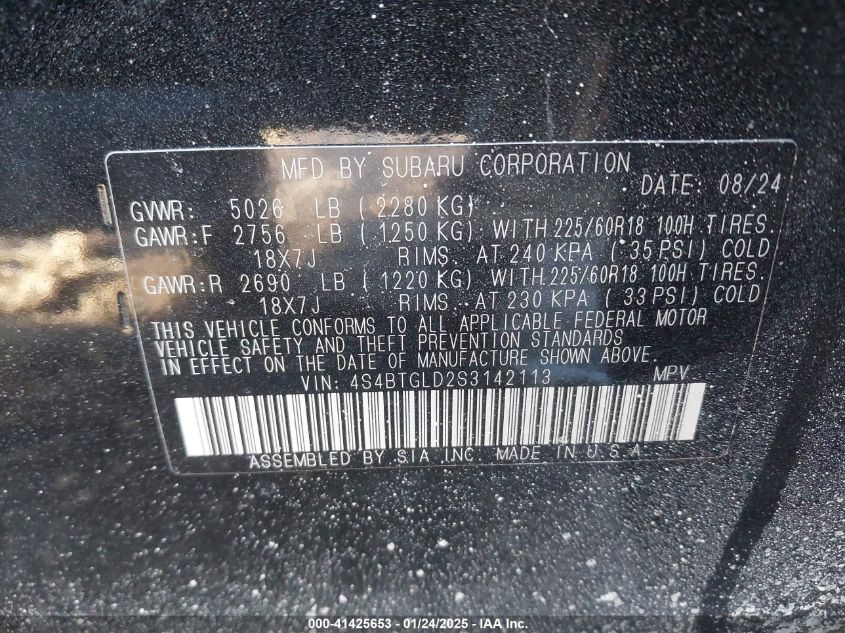 MFD BY SUBARU CORPORATION
DATE: 08/24
GVWR: 5026 LB ( 2280 KG)
GAWR:F 2756 LB ( 1250 KG) WITH 225/60R18 100H TIRES.
18X7J RIMS. AT 240 KPA ( 35 PSI) COLD
GAWR:R 2690 LB ( 1220 KG) WITH 225/60R18 100H TIRES.
18X7J RIMS. AT 230 KPA ( 33 PSI) COLD
THIS VEHICLE CONFORMS TO ALL APPLICABLE FEDERAL MOTOR
VEHICLE SAFETY AND THEFT PREVENTION STANDARDS
IN EFFECT ON THE DATE OF MANUFACTURE SHOWN ABOVE.
VIN: 4S4BTGLD2S3142113 MPV
ASSEMBLED BY SIA INC. MADE IN U.S.A
000-41425653 - 01/24/2025 - IAA Inc.